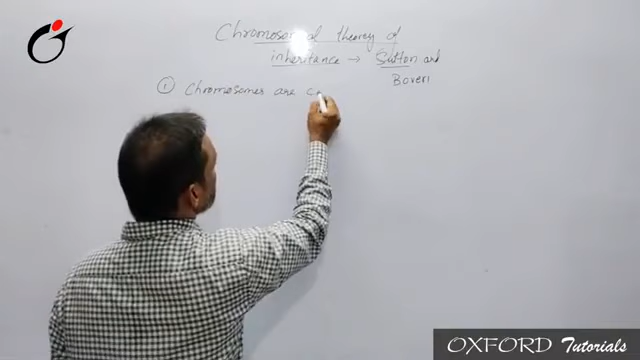 Chromosomal theory of
inheritance → Sutton and
Boveri
① Chromosomes are c
OXFORD Tutorials